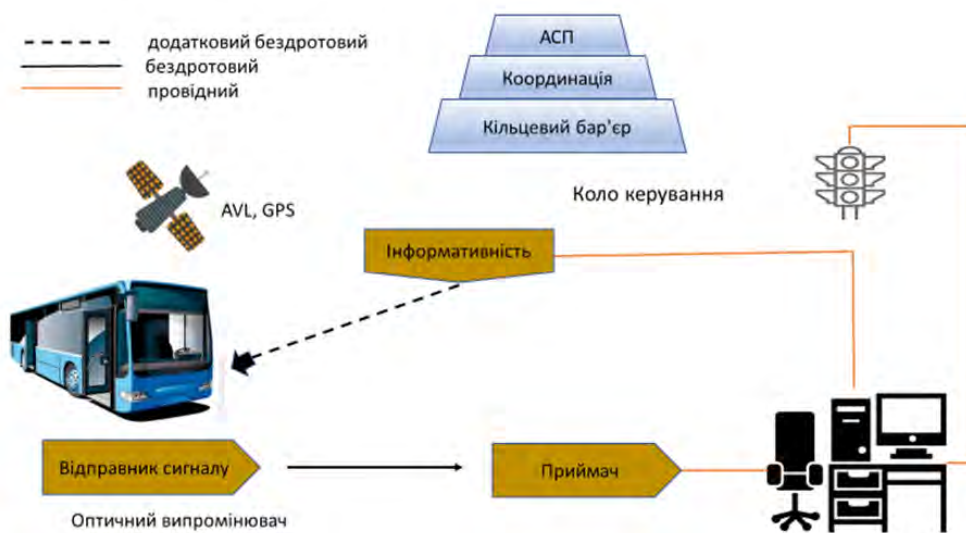 додатковий бездротовий
бездротовий
провідний
АСП
Координація
Кільцевий бар'єр
Коло керування
AVL, GPS
Інформативність
Відправник сигналу
Приймач
Оптичний випромінювач